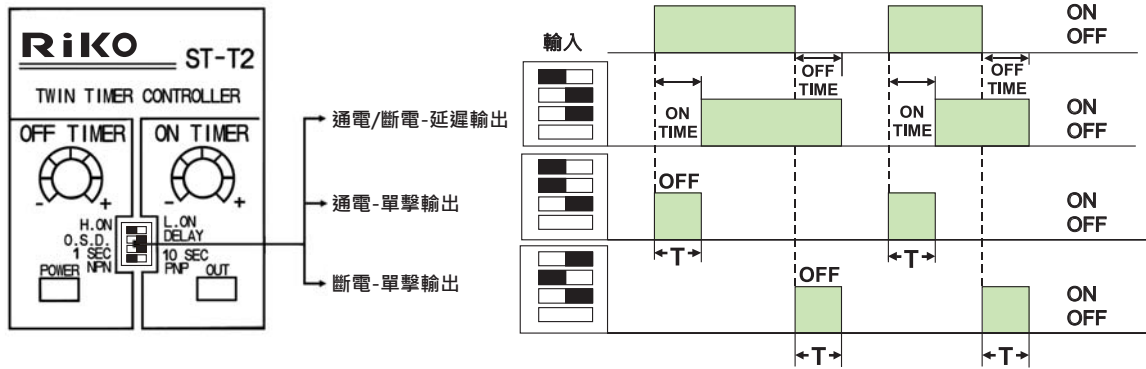 RiKO
ST-T2
TWIN TIMER CONTROLLER
OFF TIMER
ON TIMER
- +
- +
H.ON
L.ON
O.S.D.
DELAY
1 SEC
10 SEC
NPN
PNP
POWER
OUT
通電/斷電-延遲輸出
通電-單擊輸出
斷電-單擊輸出
輸入
ON
OFF
ON
TIME
OFF
TIME
ON
TIME
OFF
TIME
ON
OFF
OFF
T
T
ON
OFF
OFF
T
T
ON
OFF